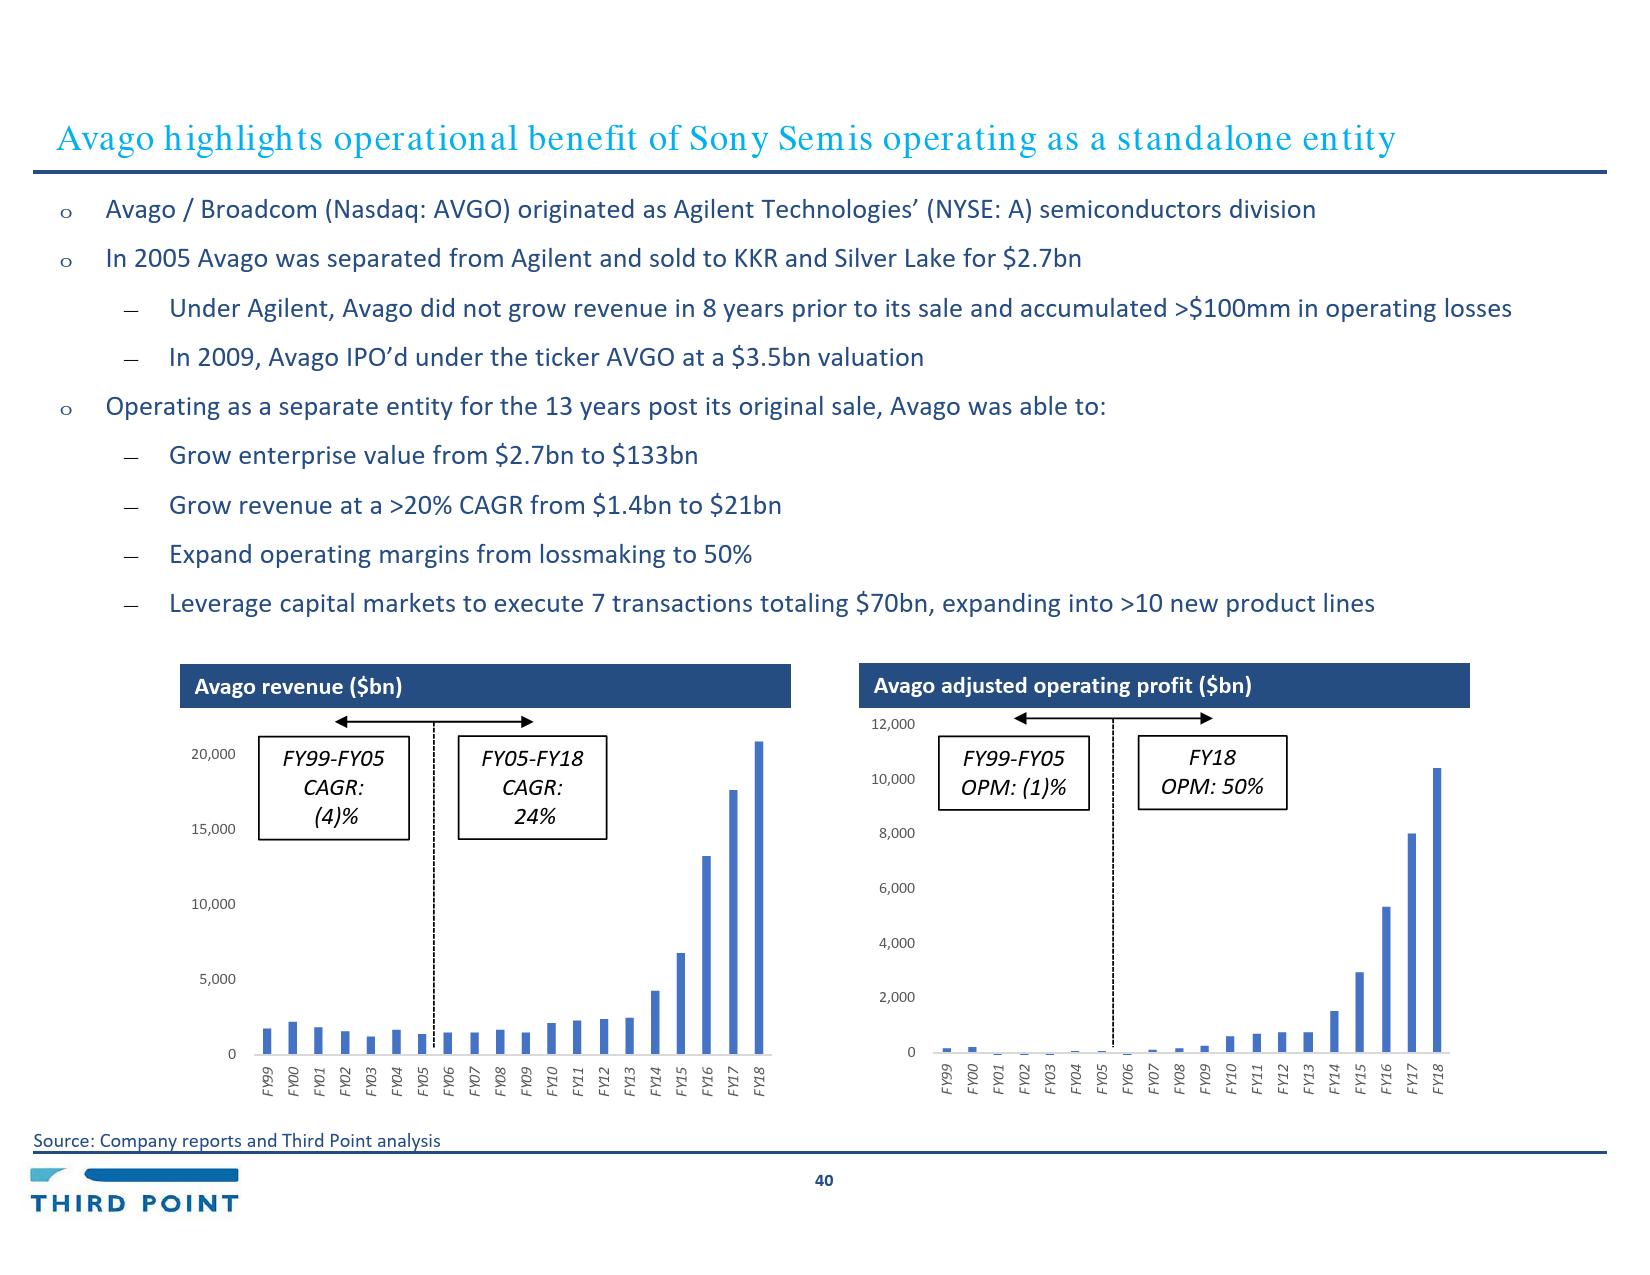 Avago highlights operational benefit of Sony Semis operating as a standalone entity
o Avago / Broadcom (Nasdaq: AVGO) originated as Agilent Technologies’ (NYSE: A) semiconductors division
o In 2005 Avago was separated from Agilent and sold to KKR and Silver Lake for $2.7bn
– Under Agilent, Avago did not grow revenue in 8 years prior to its sale and accumulated >$100mm in operating losses
– In 2009, Avago IPO’d under the ticker AVGO at a $3.5bn valuation
o Operating as a separate entity for the 13 years post its original sale, Avago was able to:
– Grow enterprise value from $2.7bn to $133bn
– Grow revenue at a >20% CAGR from $1.4bn to $21bn
– Expand operating margins from lossmaking to 50%
– Leverage capital markets to execute 7 transactions totaling $70bn, expanding into >10 new product lines
Avago revenue ($bn)
20,000
15,000
10,000
5,000
0
FY99-FY05
CAGR:
(4)%
FY05-FY18
CAGR:
24%
FY99 FY00 FY01 FY02 FY03 FY04 FY05 FY06 FY07 FY08 FY09 FY10 FY11 FY12 FY13 FY14 FY15 FY16 FY17 FY18
Avago adjusted operating profit ($bn)
12,000
10,000
8,000
6,000
4,000
2,000
0
FY99-FY05
OPM: (1)%
FY18
OPM: 50%
FY99 FY00 FY01 FY02 FY03 FY04 FY05 FY06 FY07 FY08 FY09 FY10 FY11 FY12 FY13 FY14 FY15 FY16 FY17 FY18
Source: Company reports and Third Point analysis
THIRD POINT
40